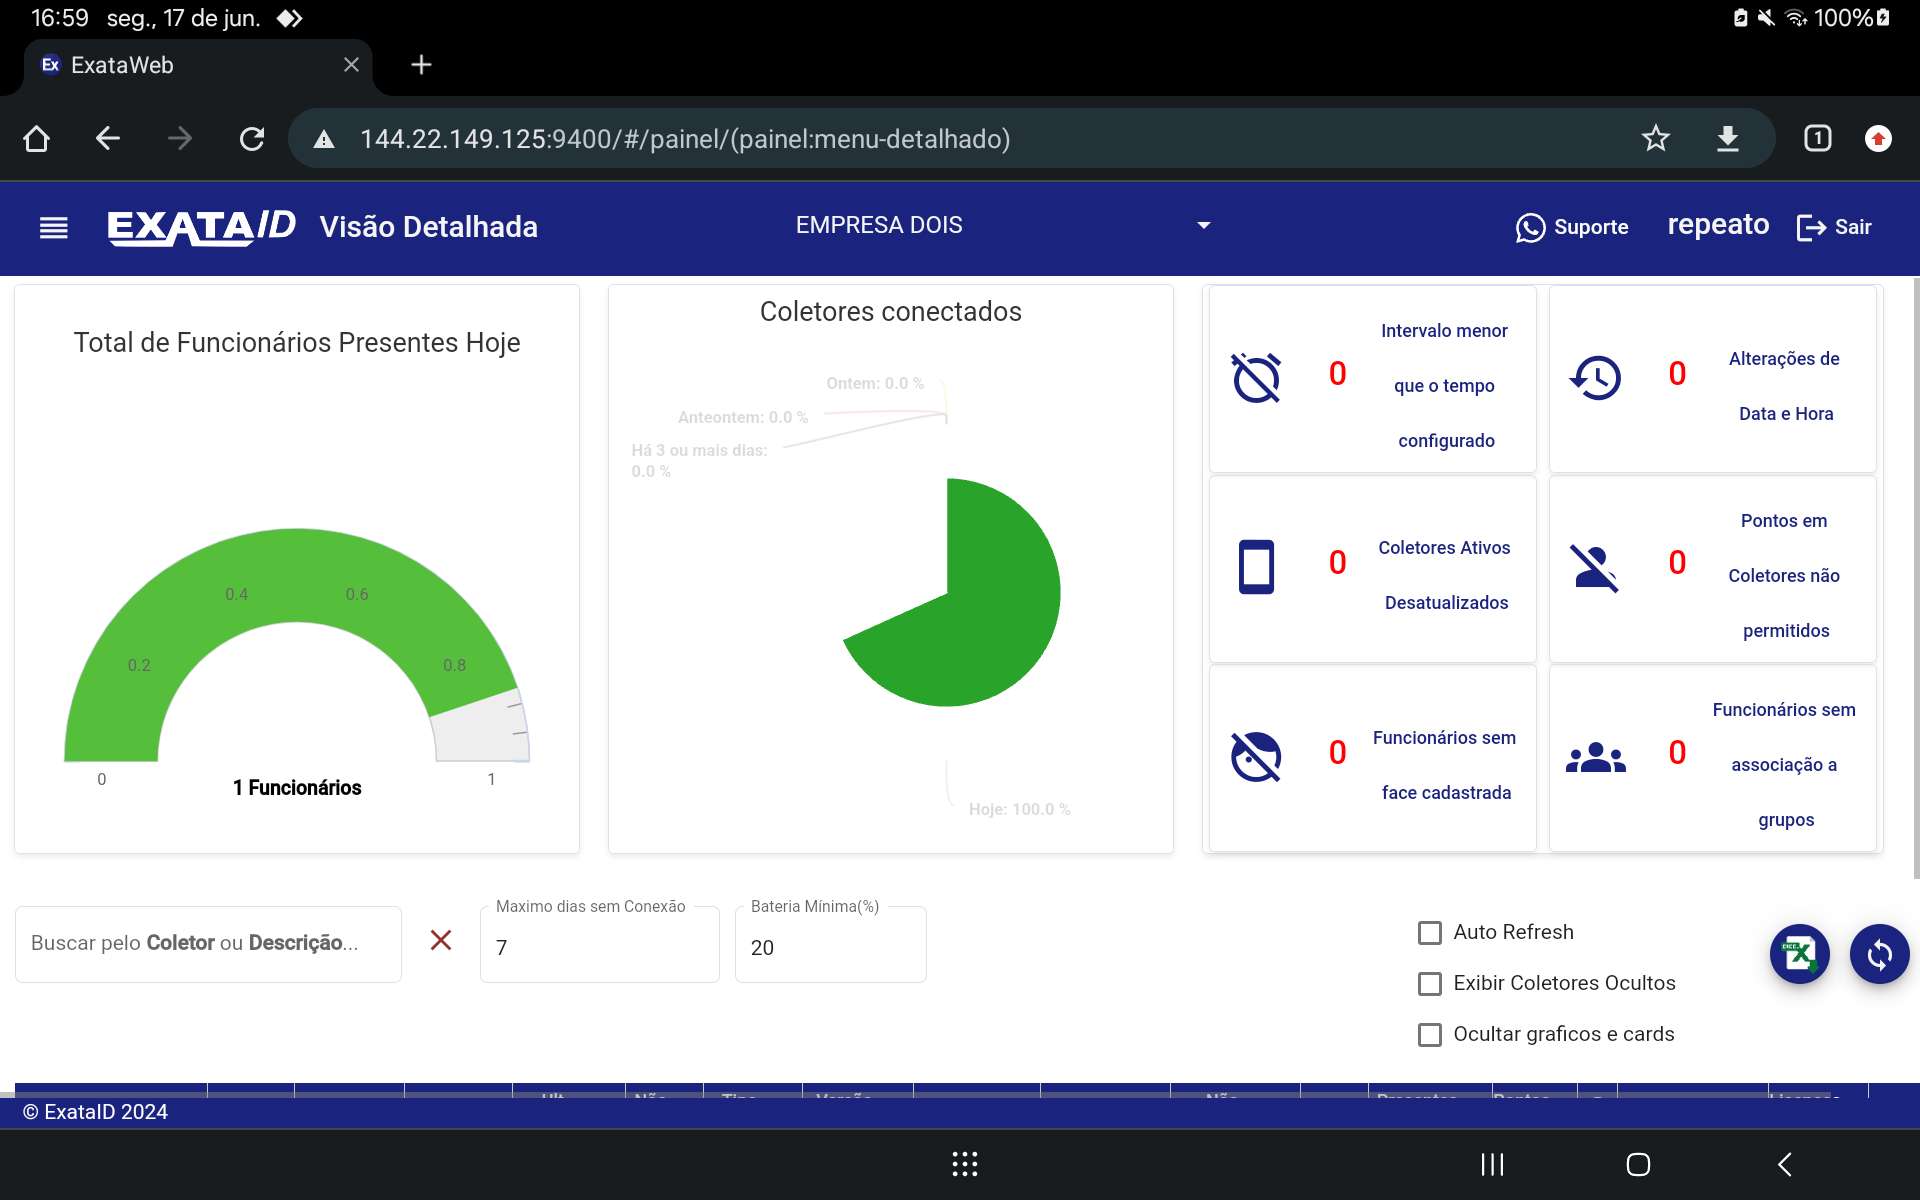 16:59 seg., 17 de jun. 100%
Ex ExataWeb
144.22.149.125:9400/#/painel/(painel:menu-detalhado) 1
EXATAID Visão Detalhada EMPRESA DOIS Suporte repeato Sair
Total de Funcionários Presentes Hoje
0.4 0.6
0.2 0.8
0 1
1 Funcionários
Coletores conectados
Ontem: 0.0 %
Anteontem: 0.0 %
Há 3 ou mais dias:
0.0 %
Hoje: 100.0 %
0 Intervalo menor
que o tempo
configurado
0 Alterações de
Data e Hora
0 Coletores Ativos
Desatualizados
0 Pontos em
Coletores não
permitidos
0 Funcionários sem
face cadastrada
0 Funcionários sem
associação a
grupos
Buscar pelo Coletor ou Descrição...
Maximo dias sem Conexão
7
Bateria Mínima(%)
20
Auto Refresh
Exibir Coletores Ocultos
Ocultar graficos e cards
© ExataID 2024